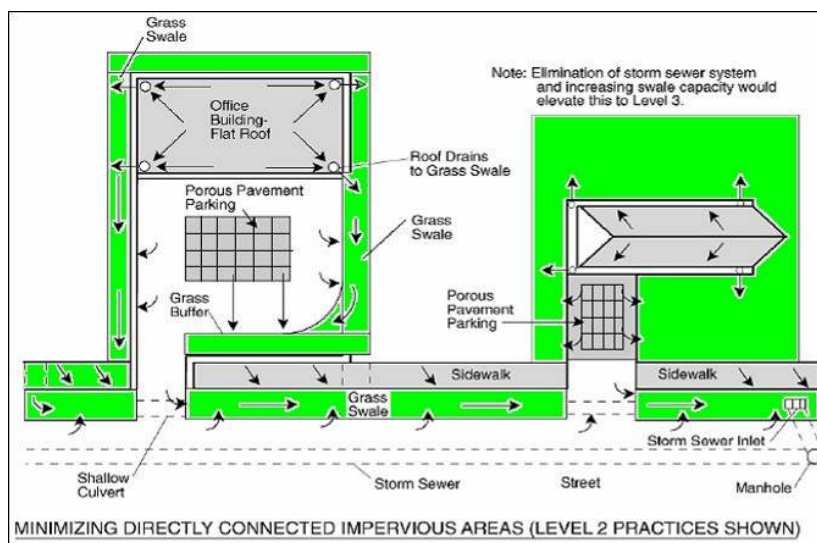 Grass
Swale
Office
Building-
Flat Roof
Note: Elimination of storm sewer system
and increasing swale capacity would
elevate this to Level 3.
Roof Drains
to Grass Swale
Porous Pavement
Parking
Grass
Swale
Grass
Buffer
Porous
Pavement
Parking
Sidewalk
Sidewalk
Grass
Swale
Storm Sewer Inlet
Shallow
Culvert
Storm Sewer
Street
Manhole
MINIMIZING DIRECTLY CONNECTED IMPERVIOUS AREAS (LEVEL 2 PRACTICES SHOWN)